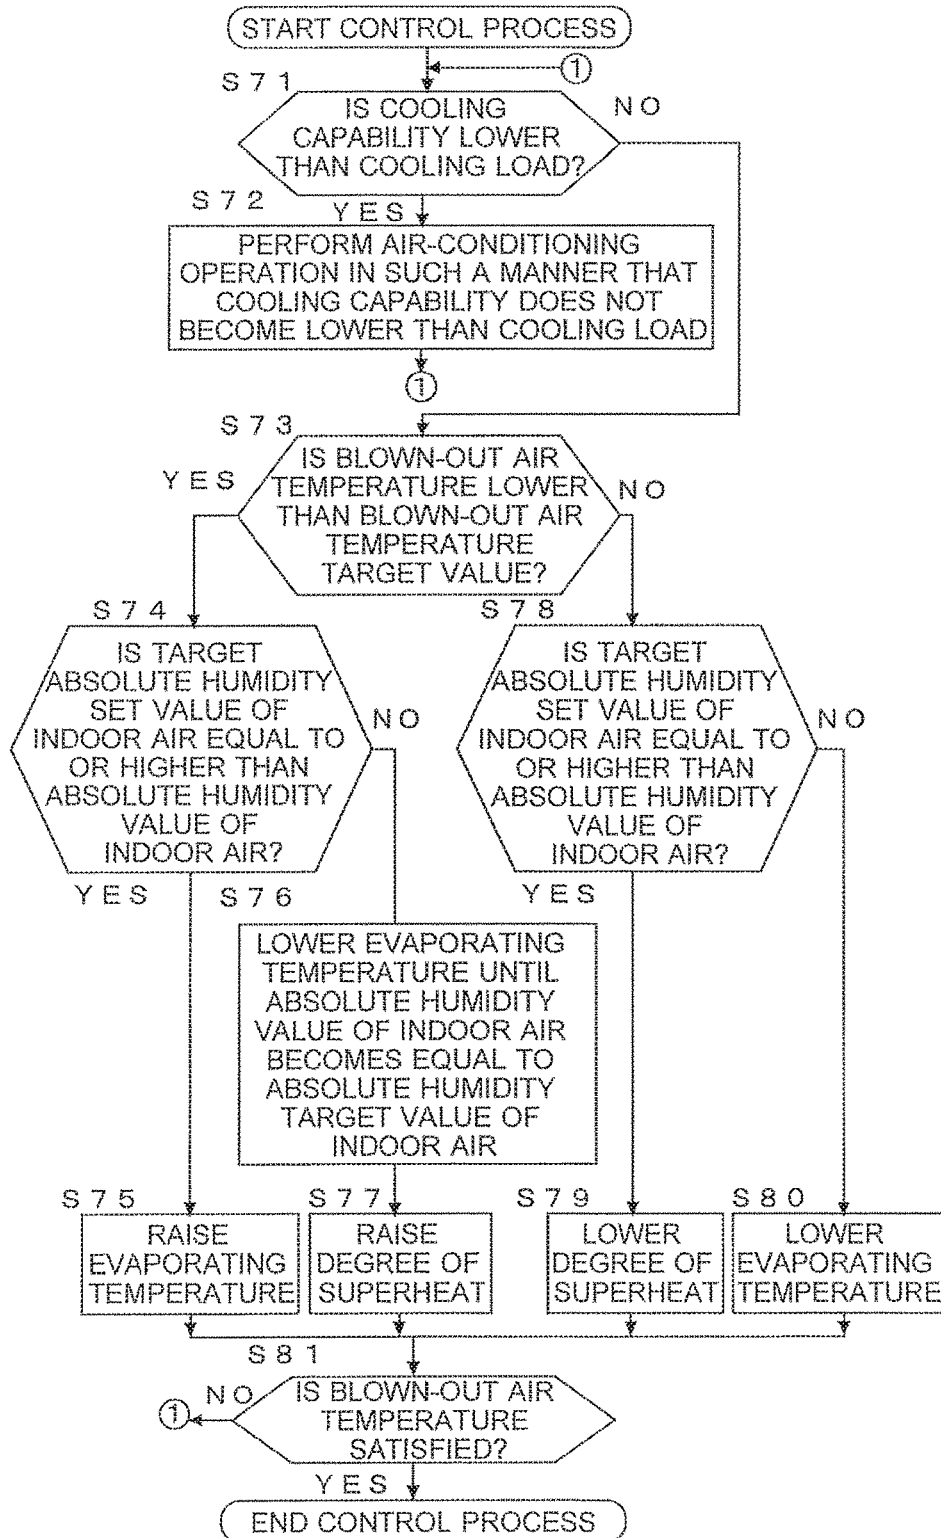 START CONTROL PROCESS
①
S71
IS COOLING
CAPABILITY LOWER
THAN COOLING LOAD?
NO
S72
YES
PERFORM AIR-CONDITIONING
OPERATION IN SUCH A MANNER THAT
COOLING CAPABILITY DOES NOT
BECOME LOWER THAN COOLING LOAD
①
S73
IS BLOWN-OUT AIR
TEMPERATURE LOWER
THAN BLOWN-OUT AIR
TEMPERATURE
TARGET VALUE?
YES
NO
S74
IS TARGET
ABSOLUTE HUMIDITY
SET VALUE OF
INDOOR AIR EQUAL TO
OR HIGHER THAN
ABSOLUTE HUMIDITY
VALUE OF
INDOOR AIR?
NO
YES
S78
IS TARGET
ABSOLUTE HUMIDITY
SET VALUE OF
INDOOR AIR EQUAL TO
OR HIGHER THAN
ABSOLUTE HUMIDITY
VALUE OF
INDOOR AIR?
NO
YES
S76
LOWER EVAPORATING
TEMPERATURE UNTIL
ABSOLUTE HUMIDITY
VALUE OF INDOOR AIR
BECOMES EQUAL TO
ABSOLUTE HUMIDITY
TARGET VALUE OF
INDOOR AIR
S75
RAISE
EVAPORATING
TEMPERATURE
S77
RAISE
DEGREE OF
SUPERHEAT
S79
LOWER
DEGREE OF
SUPERHEAT
S80
LOWER
EVAPORATING
TEMPERATURE
S81
IS BLOWN-OUT AIR
TEMPERATURE
SATISFIED?
NO
①
YES
END CONTROL PROCESS